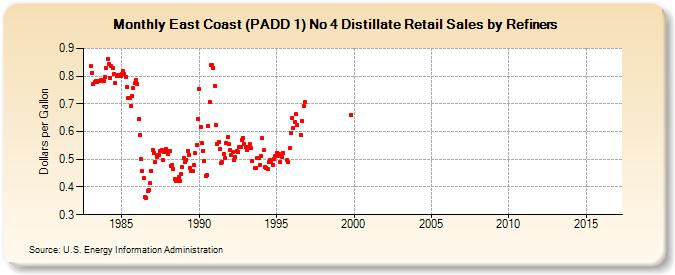 Monthly East Coast (PADD 1) No 4 Distillate Retail Sales by Refiners
Dollars per Gallon
0.9
0.8
0.7
0.6
0.5
0.4
0.3
1985 1990 1995 2000 2005 2010 2015
Source: U.S. Energy Information Administration